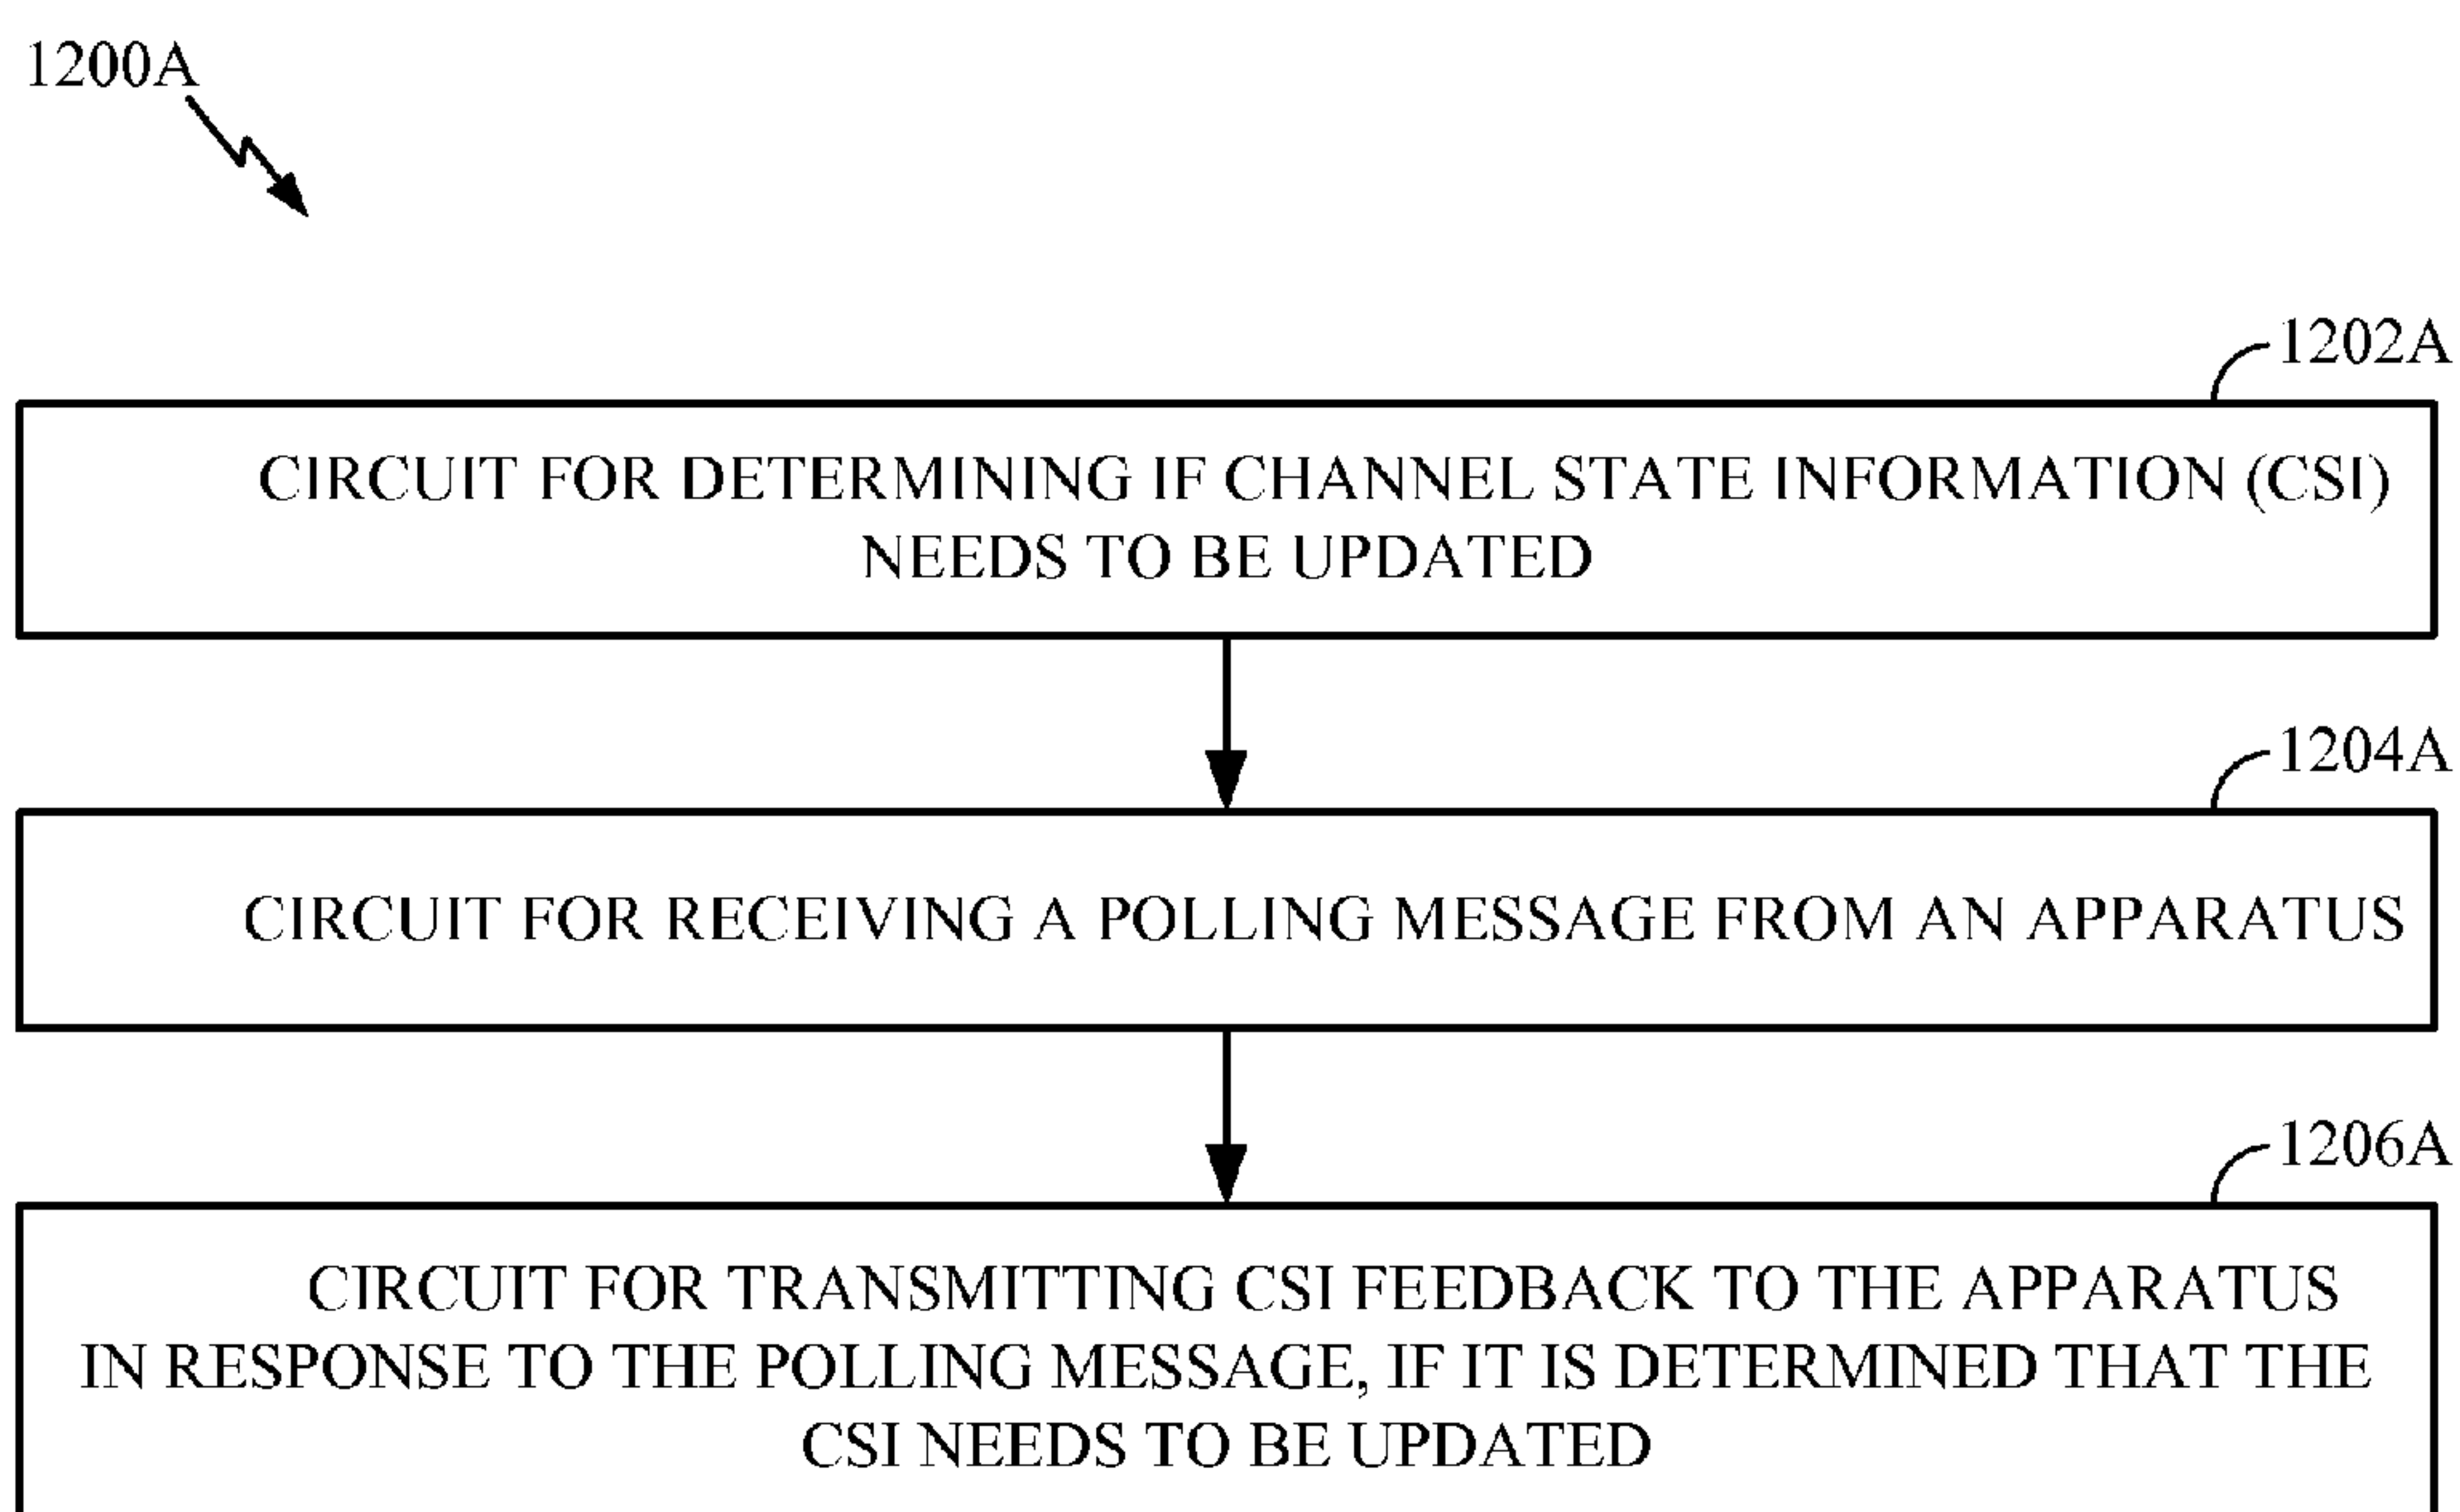 1200A
1202A
CIRCUIT FOR DETERMINING IF CHANNEL STATE INFORMATION (CSI)
NEEDS TO BE UPDATED
1204A
CIRCUIT FOR RECEIVING A POLLING MESSAGE FROM AN APPARATUS
1206A
CIRCUIT FOR TRANSMITTING CSI FEEDBACK TO THE APPARATUS
IN RESPONSE TO THE POLLING MESSAGE, IF IT IS DETERMINED THAT THE
CSI NEEDS TO BE UPDATED